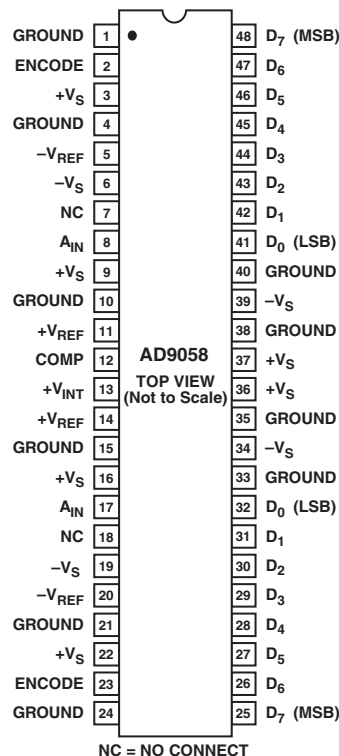 GROUND 1 48 D7 (MSB)
ENCODE 2 47 D6
+VS 3 46 D5
GROUND 4 45 D4
–VREF 5 44 D3
–VS 6 43 D2
NC 7 42 D1
AIN 8 41 D0 (LSB)
+VS 9 40 GROUND
GROUND 10 39 –VS
+VREF 11 38 GROUND
COMP 12 37 +VS
+VINT 13 36 +VS
+VREF 14 35 GROUND
GROUND 15 34 –VS
+VS 16 33 GROUND
AIN 17 32 D0 (LSB)
NC 18 31 D1
–VS 19 30 D2
–VREF 20 29 D3
GROUND 21 28 D4
+VS 22 27 D5
ENCODE 23 26 D6
GROUND 24 25 D7 (MSB)
AD9058
TOP VIEW
(Not to Scale)
NC = NO CONNECT